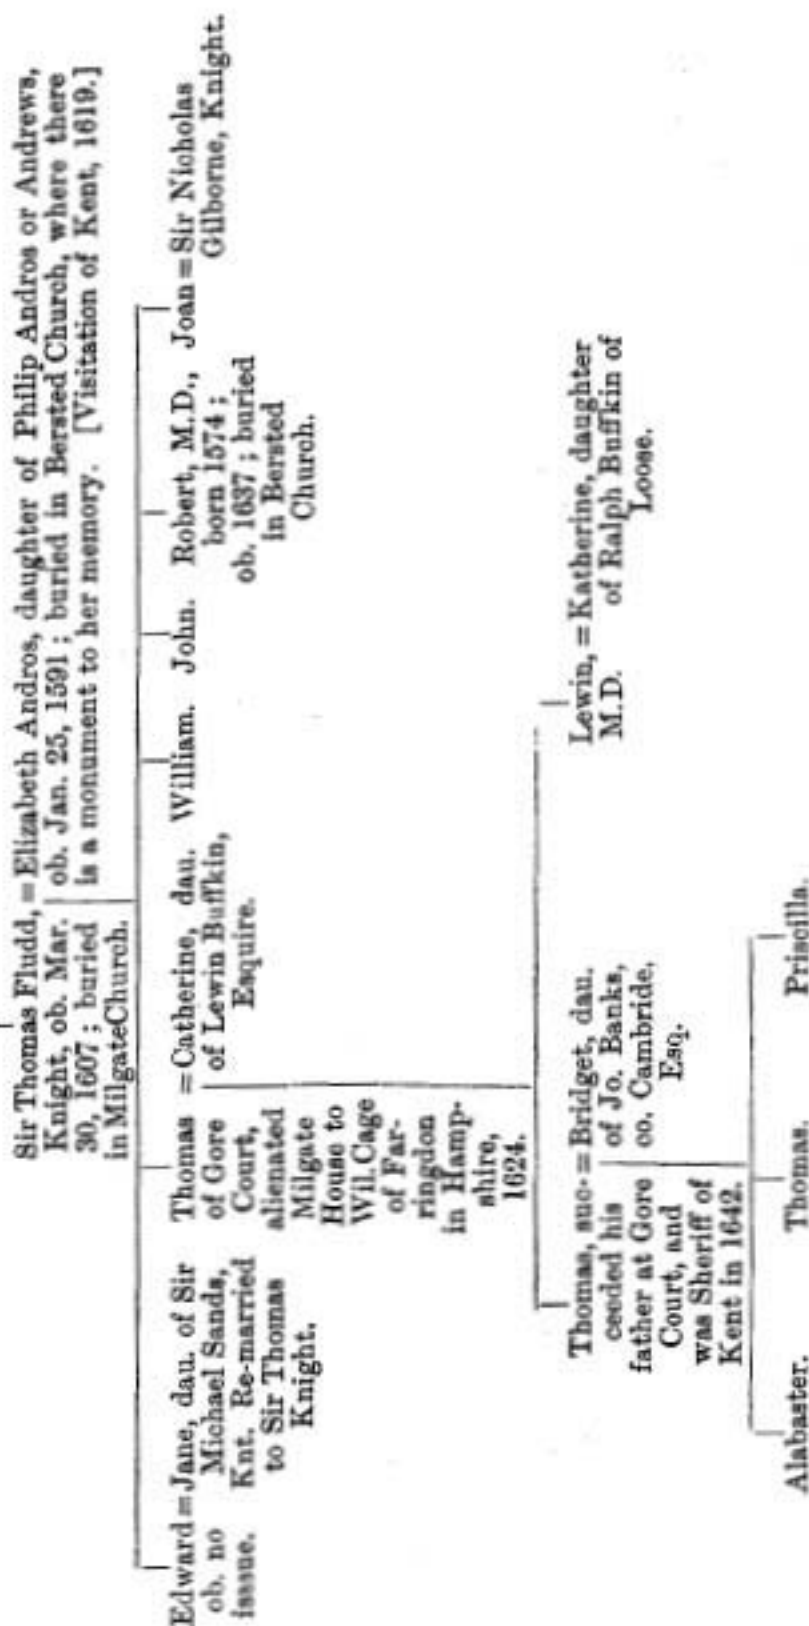 Sir Thomas Fludd, = Elizabeth Andros, daughter of Philip Andros or Andrews,
Knight, ob. Mar. ob. Jan. 25, 1591 ; buried in Bersted Church, where there
30, 1607 ; buried is a monument to her memory. [Visitation of Kent, 1619.]
in MilgateChurch.
Edward = Jane, dau. of Sir
ob. no Michael Sands,
issue. Knt. Re-married
to Sir Thomas
Knight.
Thomas = Catherine, dau.
of Gore of Lewin Buffkin,
Court, Esquire.
alienated
Milgate
House to
Wil. Cage
of Far-
ringdon
in Hamp-
shire,
1624.
William.
John.
Robert, M.D.,
born 1574 ;
ob. 1637 ; buried
in Bersted
Church.
Joan = Sir Nicholas
Gilborne, Knight.
Thomas, suc- = Bridget, dau.
ceeded his of Jo. Banks,
father at Gore co. Cambride,
Court, and Esq.
was Sheriff of
Kent in 1642.
Lewin, = Katherine, daughter
M.D. of Ralph Buffkin of
Loose.
Alabaster. Thomas. Priscilla.